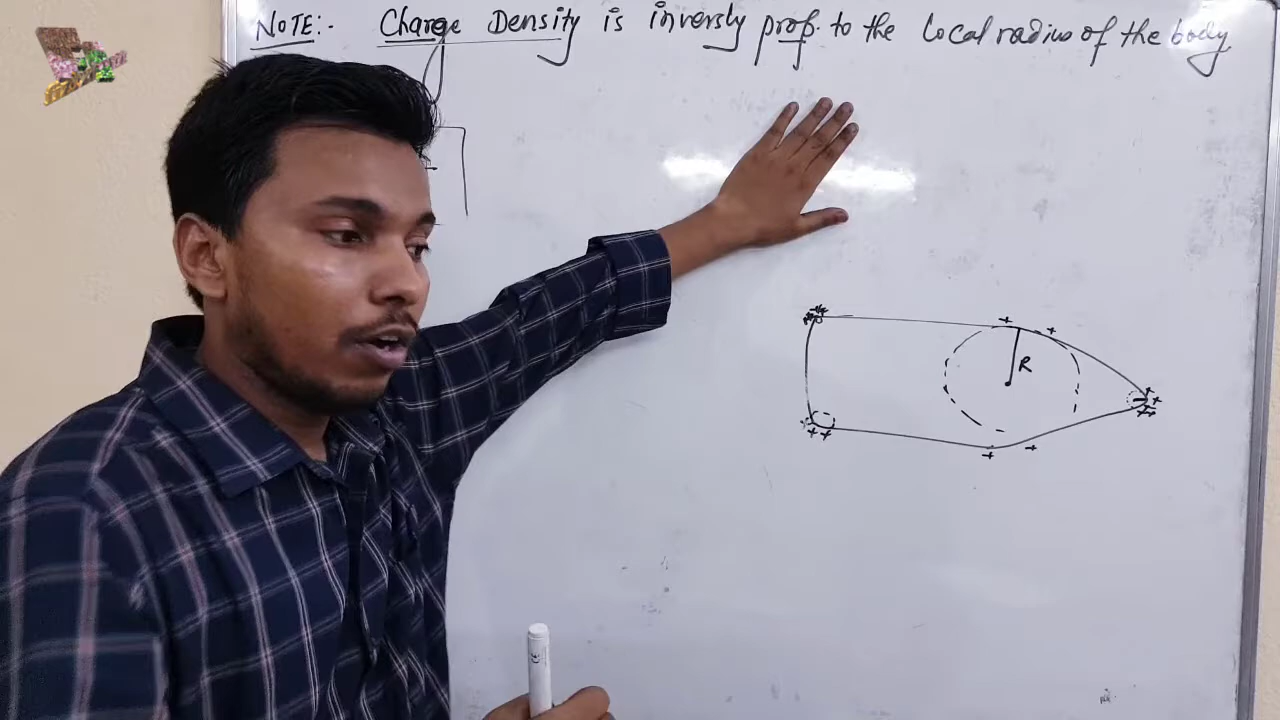 NOTE:- Charge Density is inversly prop. to the local radius of the body
R